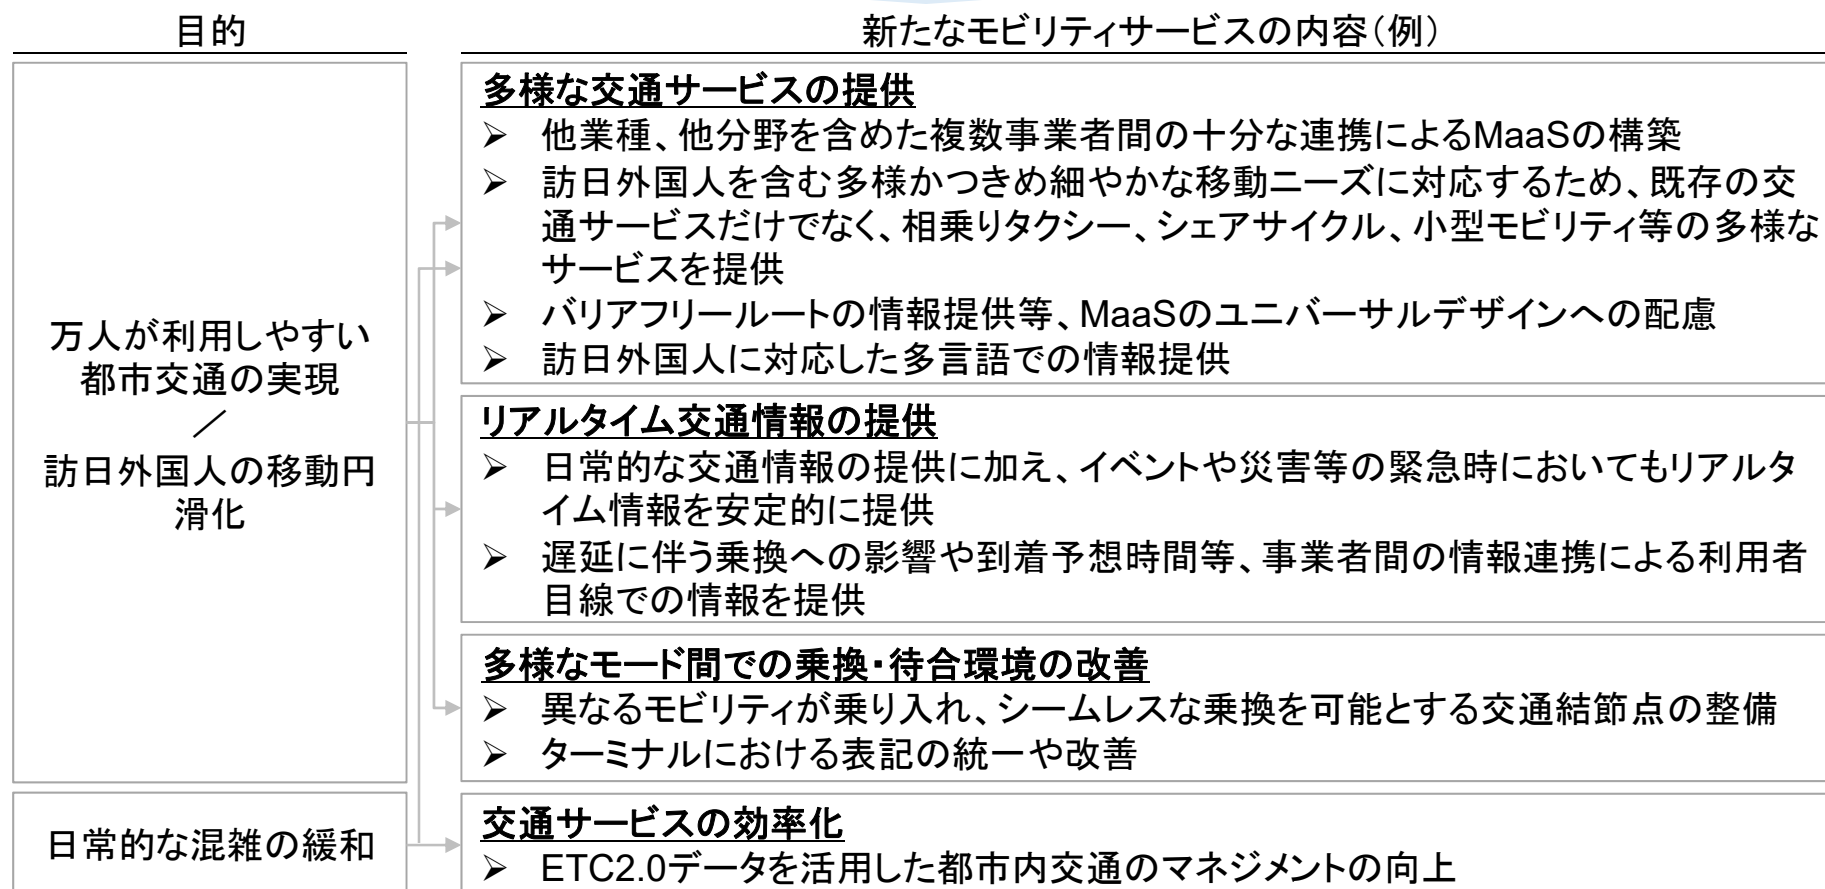 目的
新たなモビリティサービスの内容（例）
万人が利用しやすい
都市交通の実現
／
訪日外国人の移動円
滑化
多様な交通サービスの提供
➢ 他業種、他分野を含めた複数事業者間の十分な連携によるMaaSの構築
➢ 訪日外国人を含む多様かつきめ細やかな移動ニーズに対応するため、既存の交
通サービスだけでなく、相乗りタクシー、シェアサイクル、小型モビリティ等の多様な
サービスを提供
➢ バリアフリールートの情報提供等、MaaSのユニバーサルデザインへの配慮
➢ 訪日外国人に対応した多言語での情報提供
リアルタイム交通情報の提供
➢ 日常的な交通情報の提供に加え、イベントや災害等の緊急時においてもリアルタ
イム情報を安定的に提供
➢ 遅延に伴う乗換への影響や到着予想時間等、事業者間の情報連携による利用者
目線での情報を提供
多様なモード間での乗換・待合環境の改善
➢ 異なるモビリティが乗り入れ、シームレスな乗換を可能とする交通結節点の整備
➢ ターミナルにおける表記の統一や改善
日常的な混雑の緩和
交通サービスの効率化
➢ ETC2.0データを活用した都市内交通のマネジメントの向上